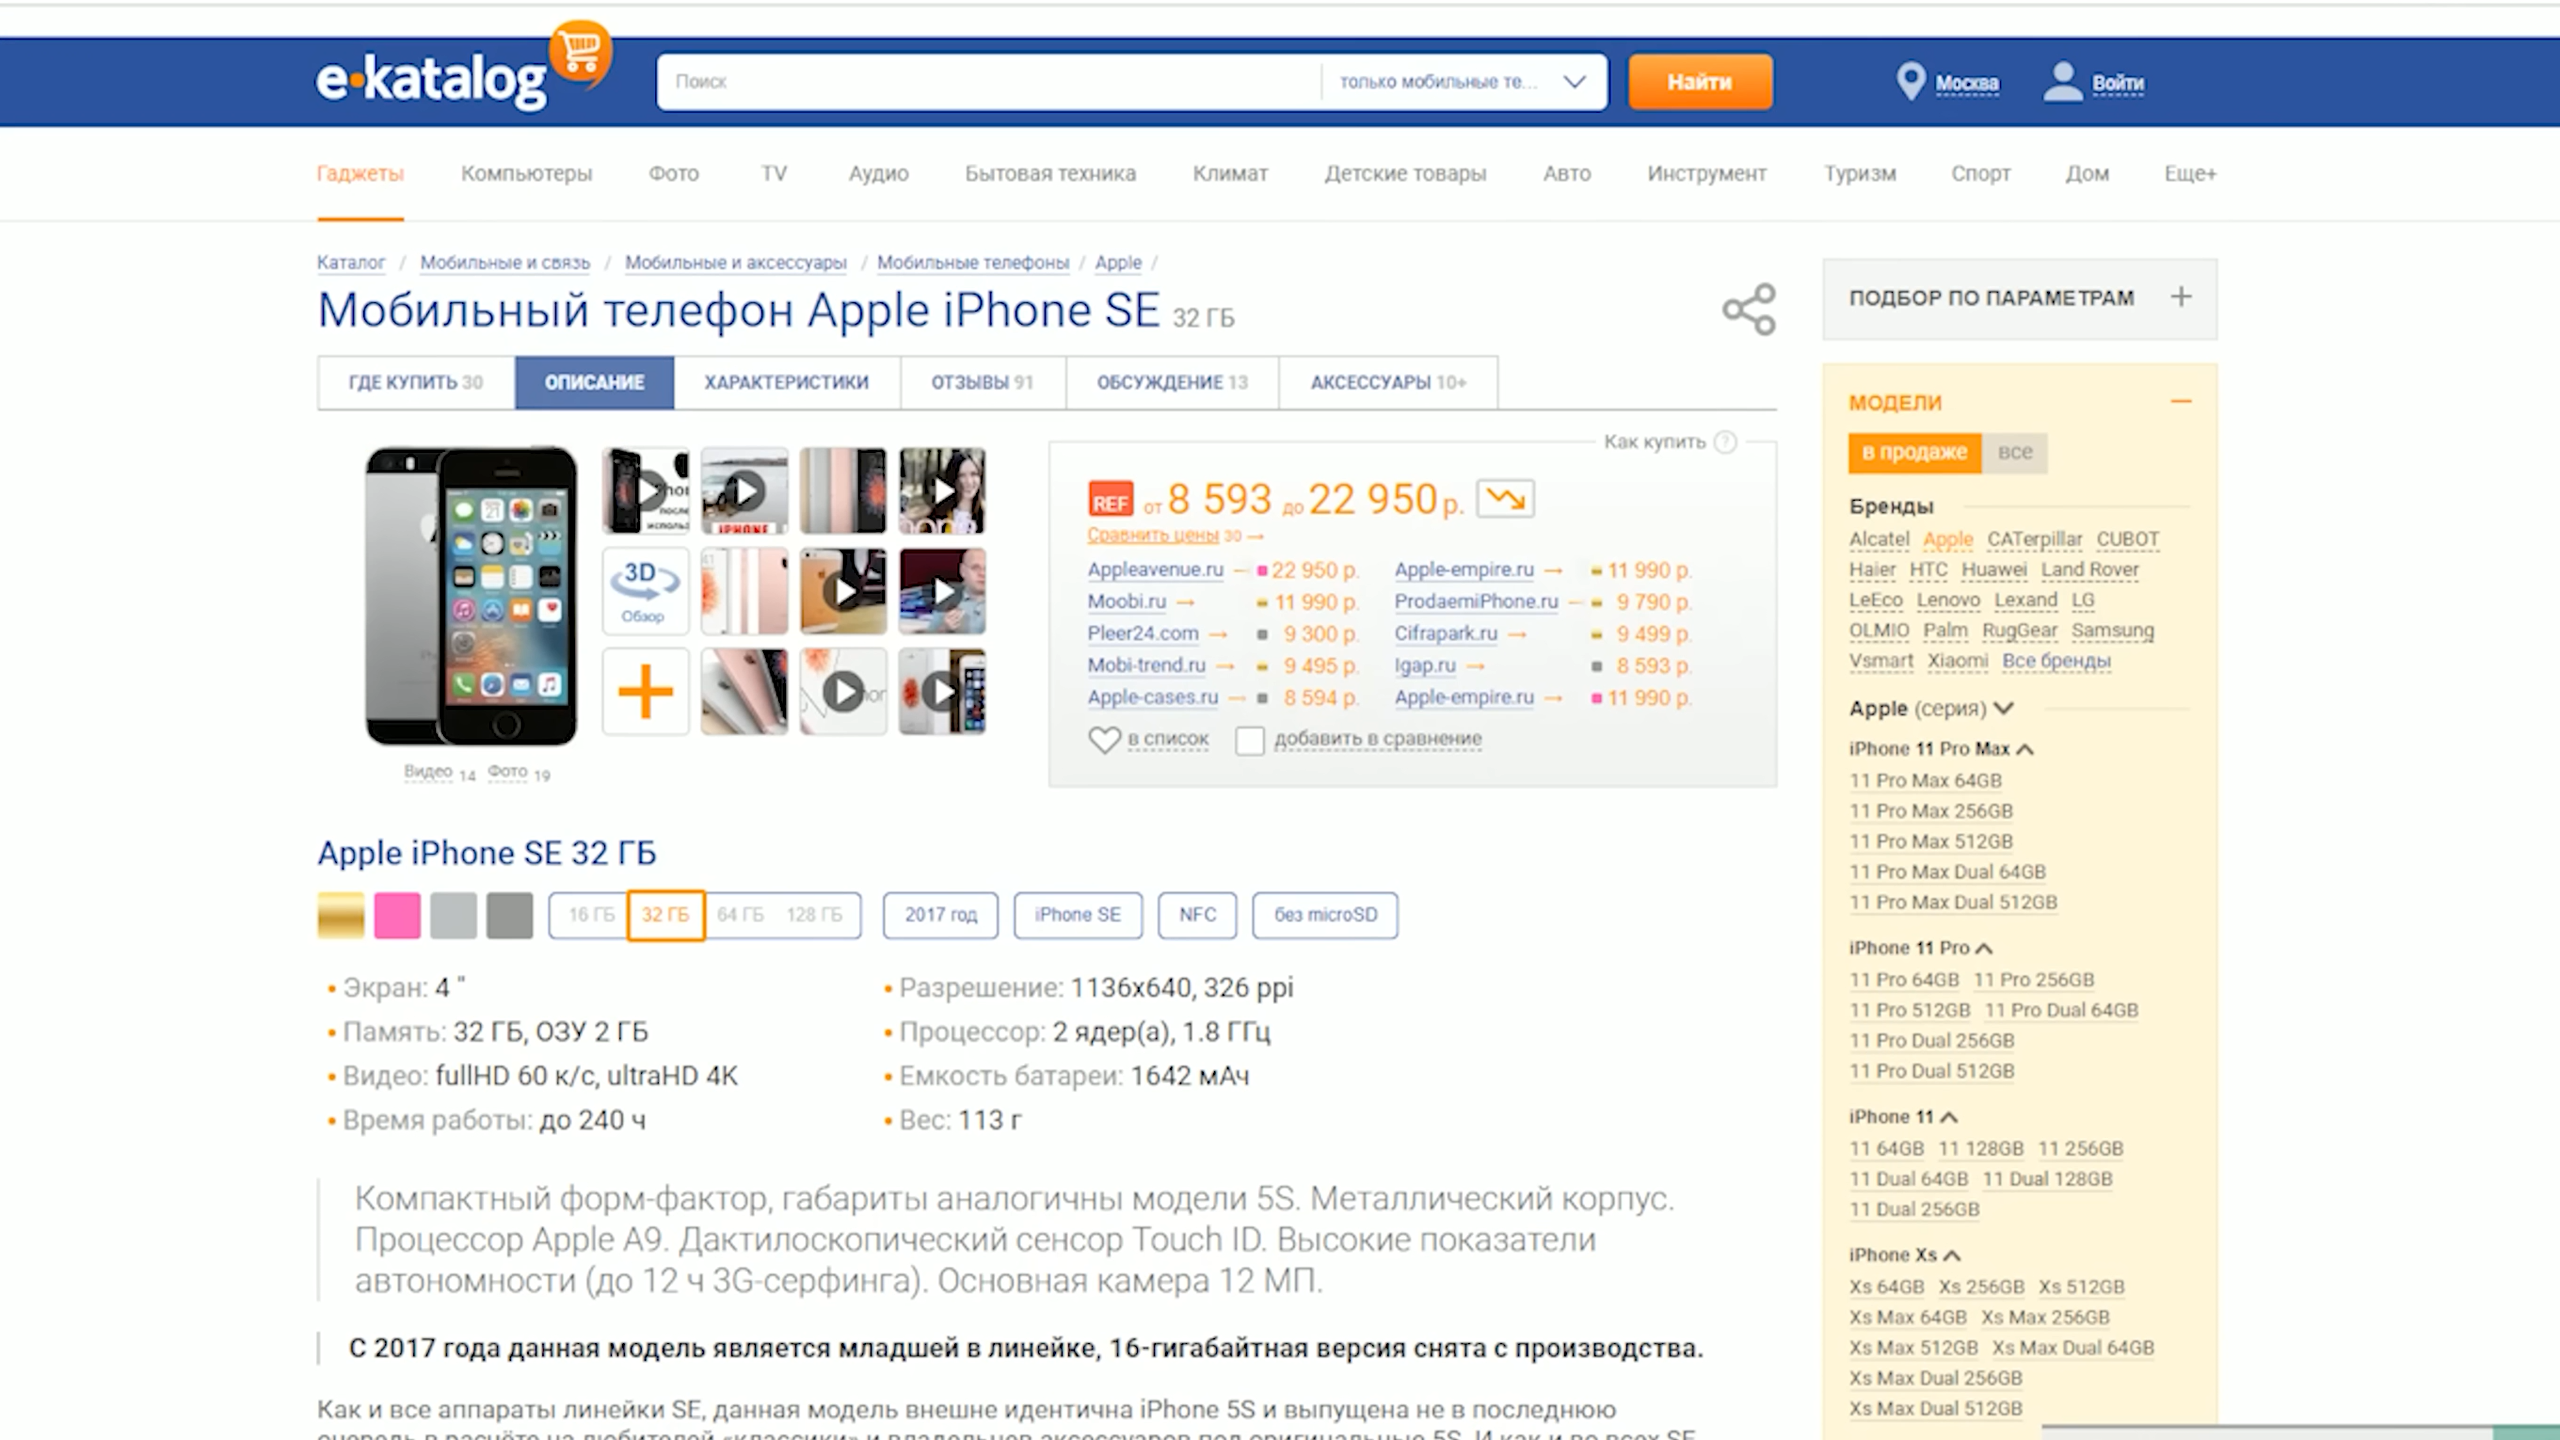 e·katalog
Поиск
только мобильные те...
Найти
Москва
Войти
Гаджеты Компьютеры Фото TV Аудио Бытовая техника Климат Детские товары Авто Инструмент Туризм Спорт Дом Еще+
Каталог / Мобильные и связь / Мобильные и аксессуары / Мобильные телефоны / Apple /
Мобильный телефон Apple iPhone SE 32 ГБ
ГДЕ КУПИТЬ 30 ОПИСАНИЕ ХАРАКТЕРИСТИКИ ОТЗЫВЫ 91 ОБСУЖДЕНИЕ 13 АКСЕССУАРЫ 10+
3D
Обзор
IPHONE
Видео 14 Фото 19
Как купить ?
REF от 8 593 до 22 950 р.
Сравнить цены 30 →
Appleavenue.ru → 22 950 р. Apple-empire.ru → 11 990 р.
Moobi.ru → 11 990 р. ProdaemiPhone.ru → 9 790 р.
Pleer24.com → 9 300 р. Cifrapark.ru → 9 499 р.
Mobi-trend.ru → 9 495 р. Igap.ru → 8 593 р.
Apple-cases.ru → 8 594 р. Apple-empire.ru → 11 990 р.
в список добавить в сравнение
Apple iPhone SE 32 ГБ
16 ГБ 32 ГБ 64 ГБ 128 ГБ 2017 год iPhone SE NFC без microSD
• Экран: 4 "
• Память: 32 ГБ, ОЗУ 2 ГБ
• Видео: fullHD 60 к/с, ultraHD 4K
• Время работы: до 240 ч
• Разрешение: 1136x640, 326 ppi
• Процессор: 2 ядер(а), 1.8 ГГц
• Емкость батареи: 1642 мАч
• Вес: 113 г
Компактный форм-фактор, габариты аналогичны модели 5S. Металлический корпус.
Процессор Apple A9. Дактилоскопический сенсор Touch ID. Высокие показатели
автономности (до 12 ч 3G-серфинга). Основная камера 12 МП.
С 2017 года данная модель является младшей в линейке, 16-гигабайтная версия снята с производства.
Как и все аппараты линейки SE, данная модель внешне идентична iPhone 5S и выпущена не в последнюю
очередь в расчёте на любителей «классики» и владельцев аксессуаров под оригинальные 5S. И как и во всех SE
ПОДБОР ПО ПАРАМЕТРАМ +
МОДЕЛИ
в продаже все
Бренды
Alcatel Apple CATerpillar CUBOT
Haier HTC Huawei Land Rover
LeEco Lenovo Lexand LG
OLMIO Palm RugGear Samsung
Vsmart Xiaomi Все бренды
Apple (серия)
iPhone 11 Pro Max
11 Pro Max 64GB
11 Pro Max 256GB
11 Pro Max 512GB
11 Pro Max Dual 64GB
11 Pro Max Dual 512GB
iPhone 11 Pro
11 Pro 64GB 11 Pro 256GB
11 Pro 512GB 11 Pro Dual 64GB
11 Pro Dual 256GB
11 Pro Dual 512GB
iPhone 11
11 64GB 11 128GB 11 256GB
11 Dual 64GB 11 Dual 128GB
11 Dual 256GB
iPhone Xs
Xs 64GB Xs 256GB Xs 512GB
Xs Max 64GB Xs Max 256GB
Xs Max 512GB Xs Max Dual 64GB
Xs Max Dual 256GB
Xs Max Dual 512GB